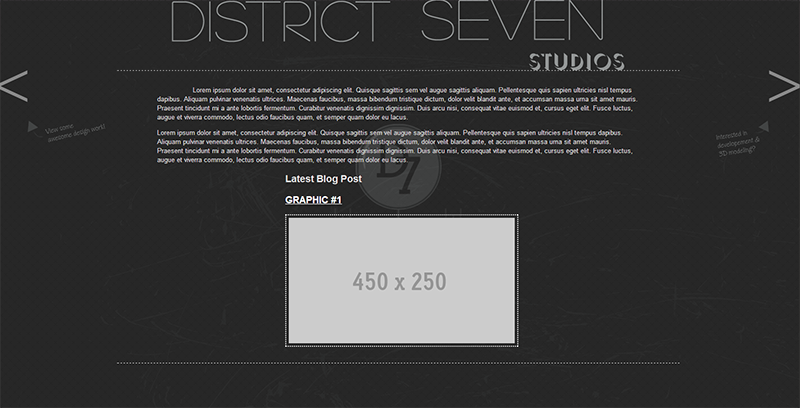 DISTRICT SEVEN
STUDIOS
< >
Lorem ipsum dolor sit amet, consectetur adipiscing elit. Quisque sagittis sem vel augue sagittis aliquam. Pellentesque quis sapien ultricies nisl tempus
dapibus. Aliquam pulvinar venenatis ultrices. Maecenas faucibus, massa bibendum tristique dictum, dolor velit blandit ante, et accumsan massa urna sit amet mauris.
Praesent tincidunt mi a ante lobortis fermentum. Curabitur venenatis dignissim dignissim. Duis arcu nisi, consequat vitae euismod et, cursus eget elit. Fusce luctus,
augue et viverra commodo, lectus odio faucibus quam, et semper quam dolor eu lacus.
View some
awesome design work!
Interested in
developement &
3D modeling?
Lorem ipsum dolor sit amet, consectetur adipiscing elit. Quisque sagittis sem vel augue sagittis aliquam. Pellentesque quis sapien ultricies nisl tempus
dapibus. Aliquam pulvinar venenatis ultrices. Maecenas faucibus, massa bibendum tristique dictum, dolor velit blandit ante, et accumsan massa urna sit amet mauris.
Praesent tincidunt mi a ante lobortis fermentum. Curabitur venenatis dignissim dignissim. Duis arcu nisi, consequat vitae euismod et, cursus eget elit. Fusce luctus,
augue et viverra commodo, lectus odio faucibus quam, et semper quam dolor eu lacus.
D7
Latest Blog Post
GRAPHIC #1
450 x 250